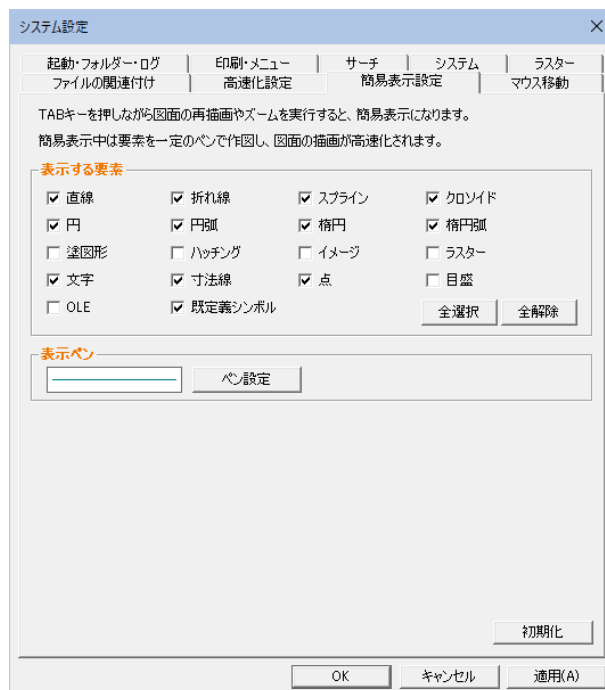 システム設定
起動・フォルダー・ログ 印刷・メニュー サーチ システム ラスター
ファイルの関連付け 高速化設定 簡易表示設定 マウス移動
TABキーを押しながら図面の再描画やズームを実行すると、簡易表示になります。
簡易表示中は要素を一定のペンで作図し、図面の描画が高速化されます。
表示する要素
直線 折れ線 スプライン クロソイド
円 円弧 楕円 楕円弧
塗図形 ハッチング イメージ ラスター
文字 寸法線 点 目盛
OLE 既定義シンボル 全選択 全解除
表示ペン
ペン設定
初期化
OK キャンセル 適用(A)